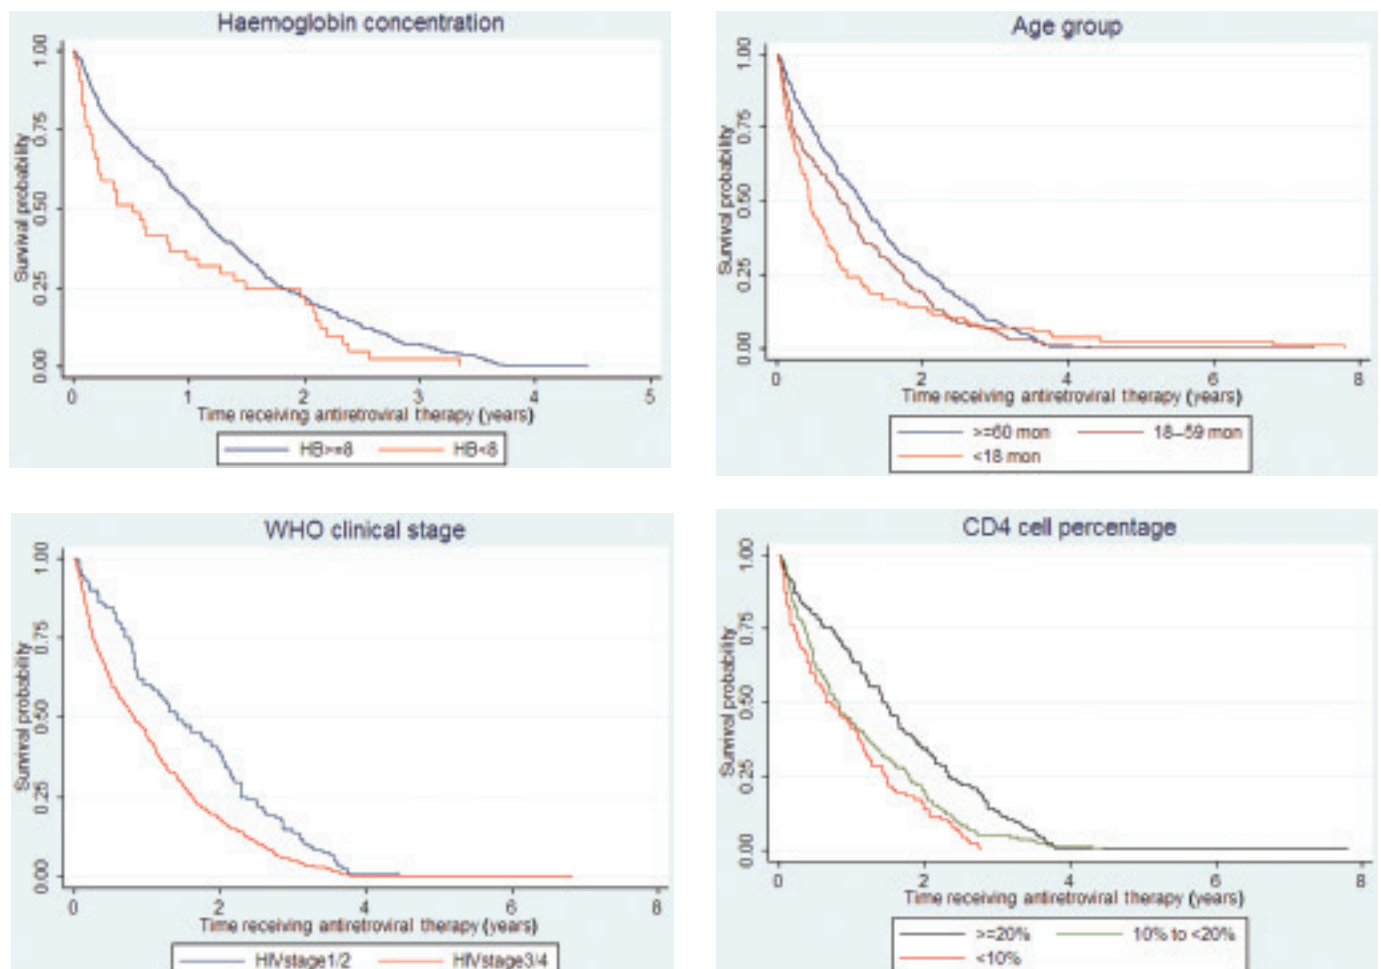 Haemoglobin concentration
Survival probability
0.00 0.25 0.50 0.75 1.00
0 1 2 3 4 5
Time receiving antiretroviral therapy (years)
HB>=8 HB<8
Age group
Survival probability
0.00 0.25 0.50 0.75 1.00
0 2 4 6 8
Time receiving antiretroviral therapy (years)
>=60 mon 18–59 mon
<18 mon
WHO clinical stage
Survival probability
0.00 0.25 0.50 0.75 1.00
0 2 4 6 8
Time receiving antiretroviral therapy (years)
HIVstage1/2 HIVstage3/4
CD4 cell percentage
Survival probability
0.00 0.25 0.50 0.75 1.00
0 2 4 6 8
Time receiving antiretroviral therapy (years)
>=20% 10% to <20%
<10%